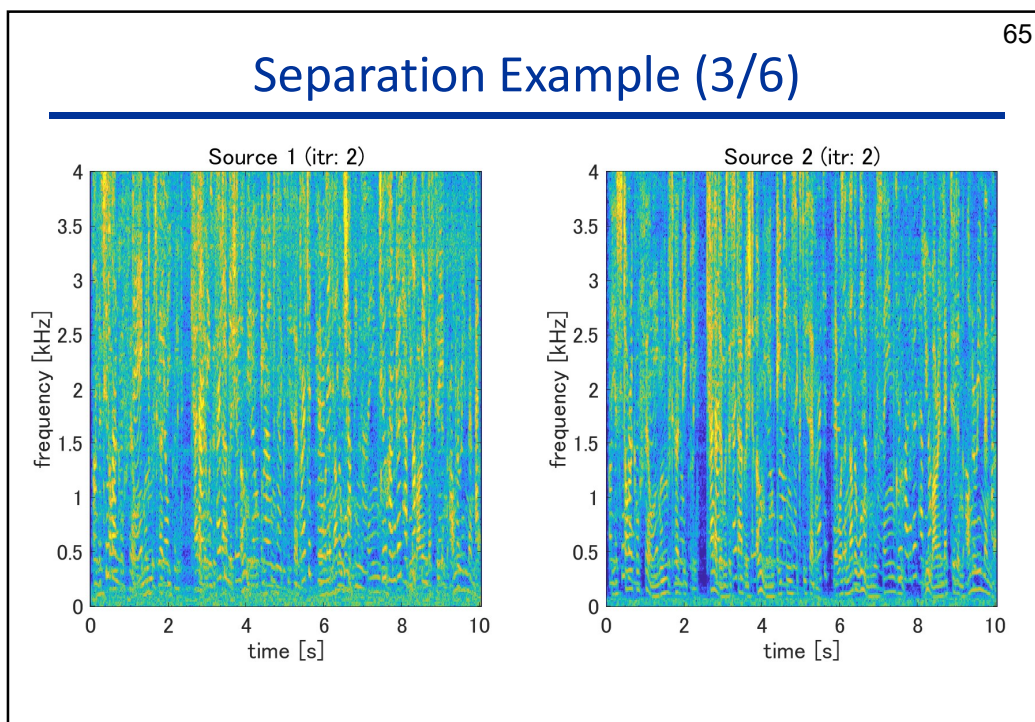 65
Separation Example (3/6)
Source 1 (itr: 2)
4
3.5
3
2.5
2
1.5
1
0.5
0
frequency [kHz]
0 2 4 6 8 10
time [s]
Source 2 (itr: 2)
4
3.5
3
2.5
2
1.5
1
0.5
0
frequency [kHz]
0 2 4 6 8 10
time [s]